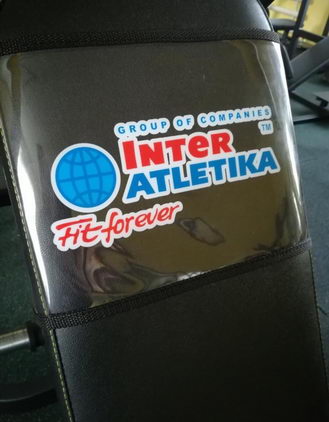 GROUP OF COMPANIES
INTER
TM
ATLETIKA
Fit forever